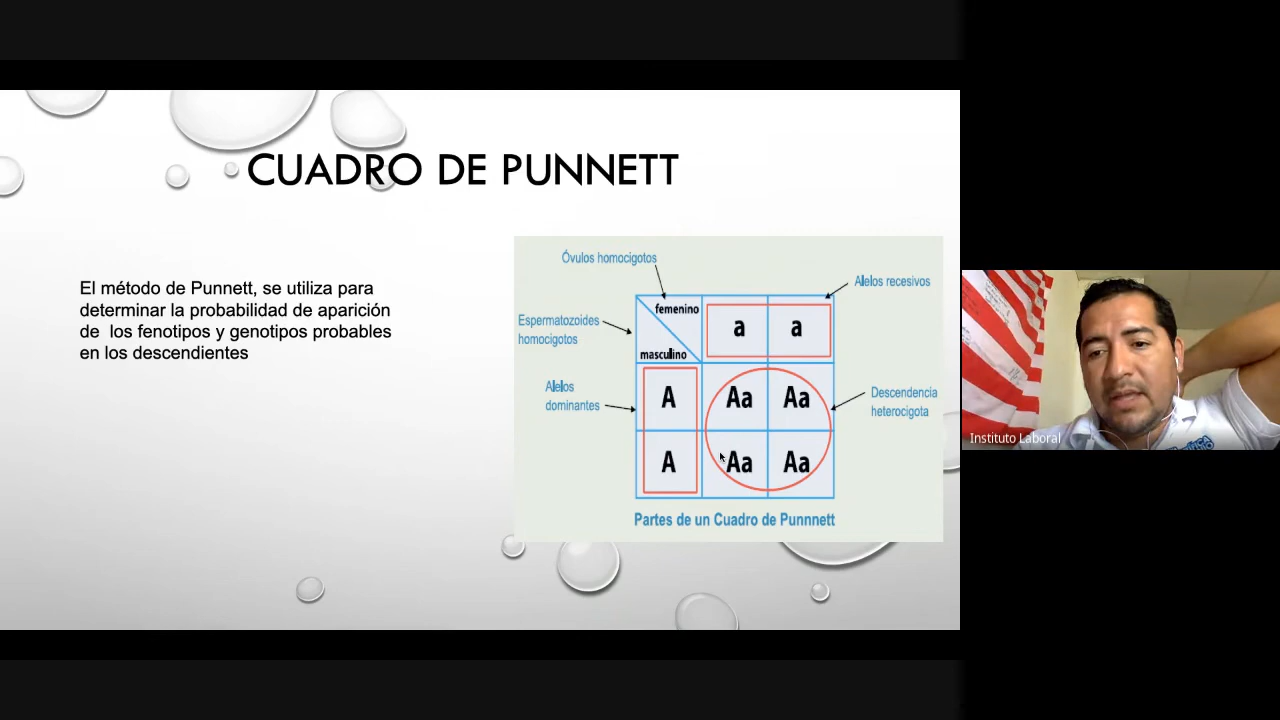 CUADRO DE PUNNETT
El método de Punnett, se utiliza para
determinar la probabilidad de aparición
de los fenotipos y genotipos probables
en los descendientes
Óvulos homocigotos
Alelos recesivos
femenino
a a
Espermatozoides
homocigotos
masculino
Alelos
dominantes
A Aa Aa
Descendencia
heterocigota
A Aa Aa
Partes de un Cuadro de Punnnett
Instituto Laboral